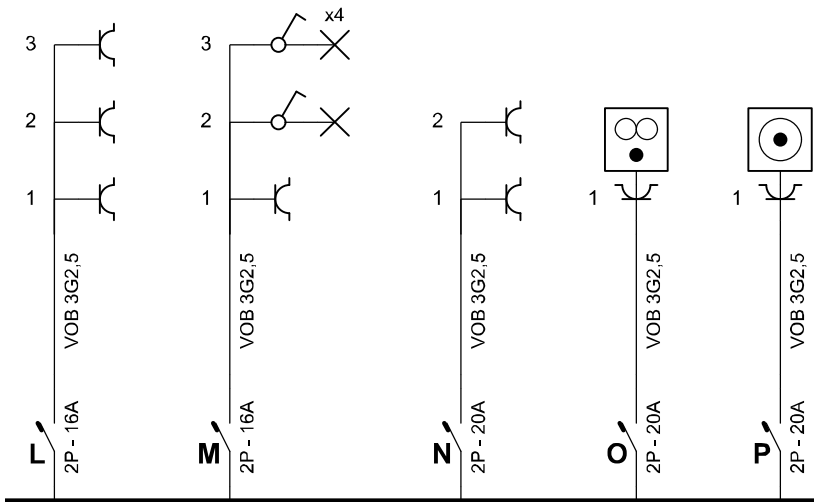 x4
3
3
2
2
2
1
1
1
1
1
VOB 3G2,5
VOB 3G2,5
VOB 3G2,5
VOB 3G2,5
VOB 3G2,5
2P - 16A
2P - 16A
2P - 20A
2P - 20A
2P - 20A
L
M
N
O
P